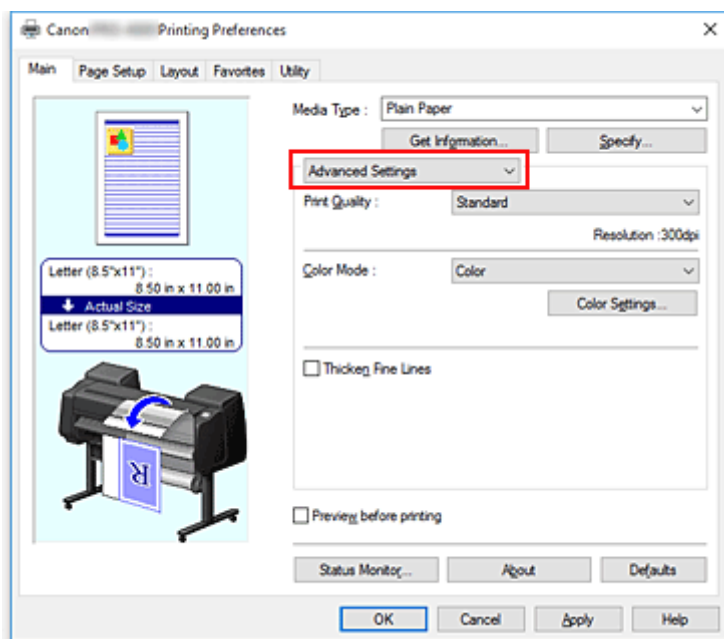 Canon Printing Preferences
Main Page Setup Layout Favorites Utility
Media Type : Plain Paper
Get Information... Specify...
Advanced Settings
Print Quality : Standard
Resolution :300dpi
Color Mode : Color
Color Settings...
Thicken Fine Lines
Letter (8.5"x11") :
8.50 in x 11.00 in
Actual Size
Letter (8.5"x11") :
8.50 in x 11.00 in
R
Preview before printing
Status Monitor... About Defaults
OK Cancel Apply Help